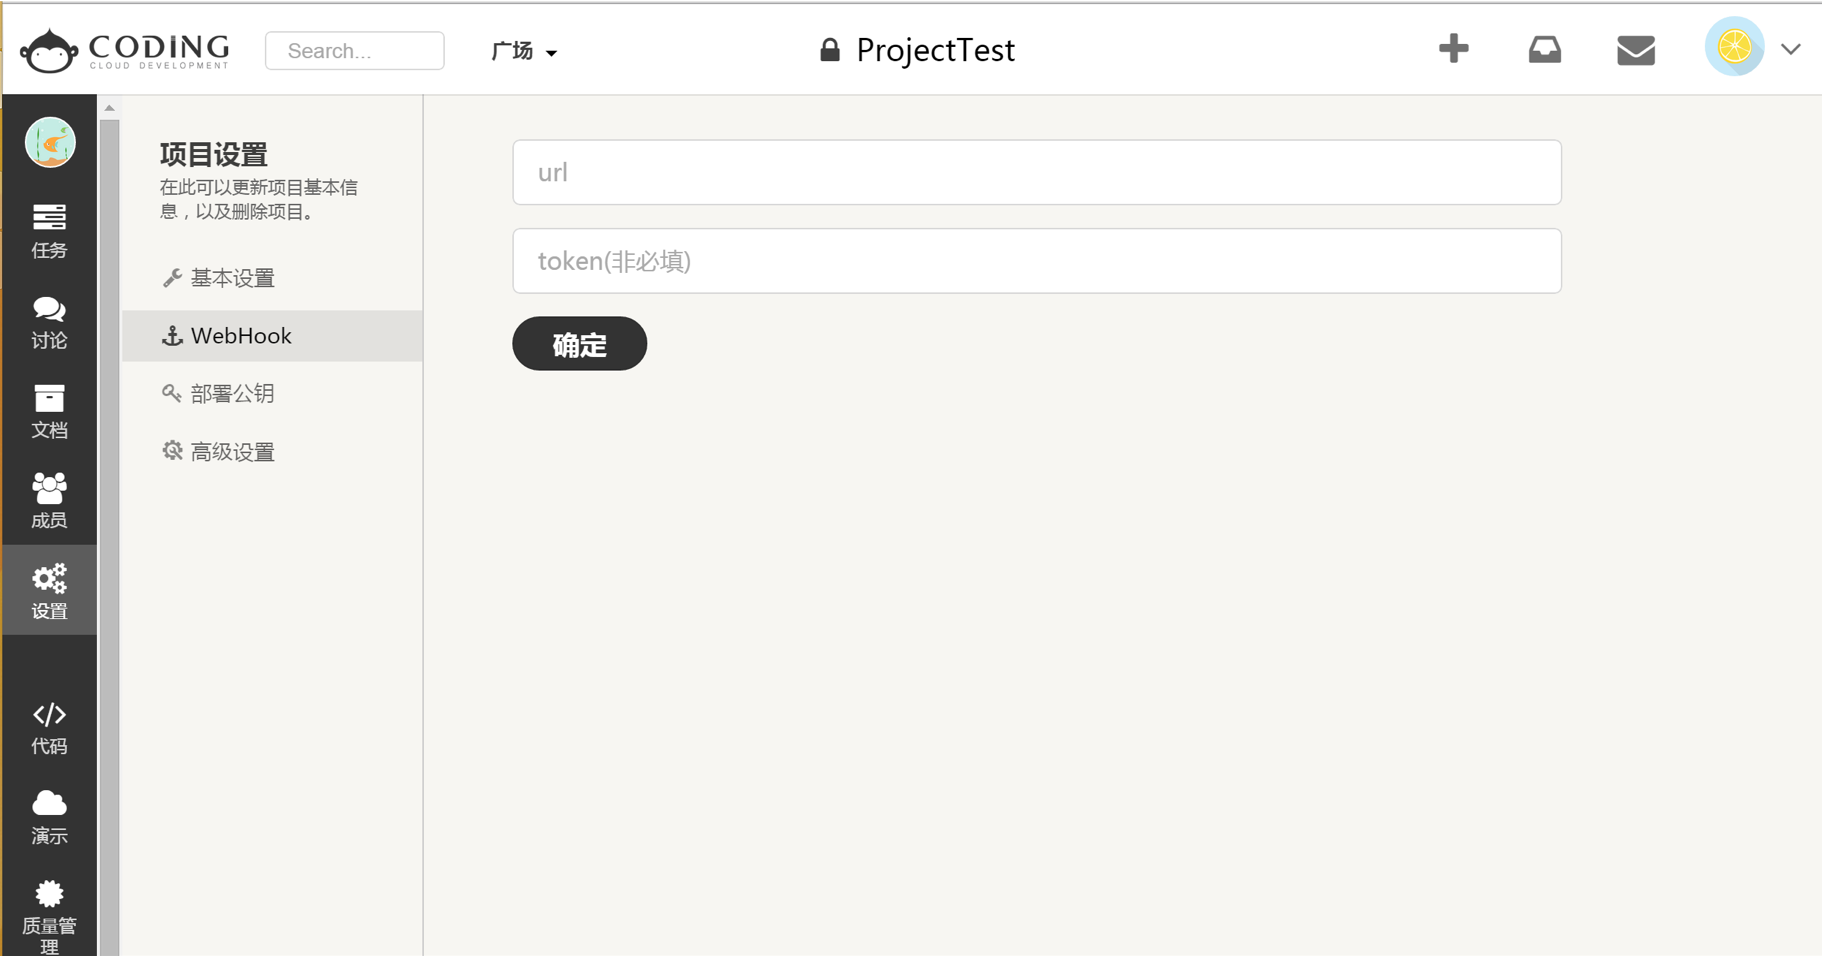 CODING
CLOUD DEVELOPMENT
Search...
广场
ProjectTest
任务
讨论
文档
成员
设置
代码
演示
质量管
理
项目设置
在此可以更新项目基本信
息，以及删除项目。
基本设置
WebHook
部署公钥
高级设置
url
token(非必填)
确定